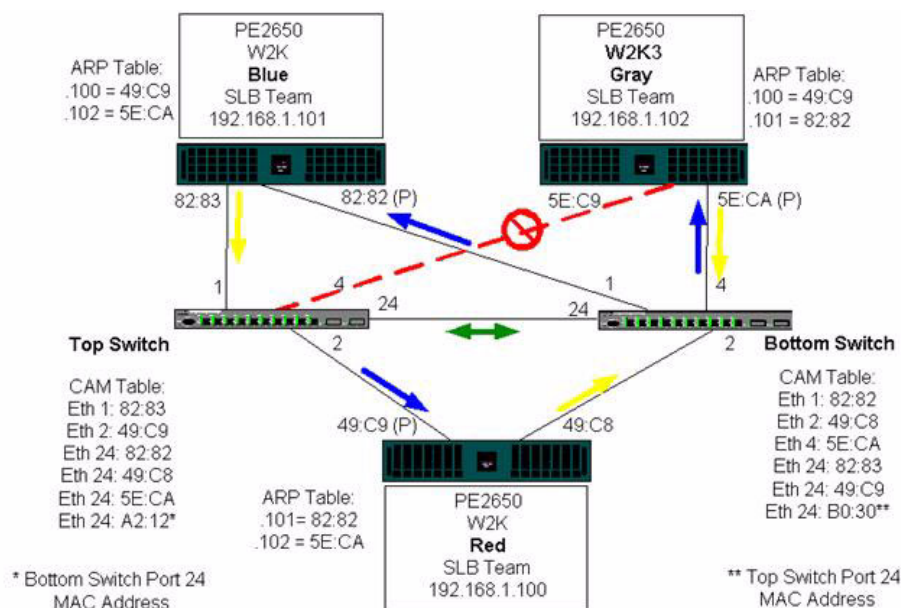 PE2650
W2K
Blue
SLB Team
192.168.1.101
ARP Table:
.100 = 49:C9
.102 = 5E:CA
PE2650
W2K3
Gray
SLB Team
192.168.1.102
ARP Table:
.100 = 49:C9
.101 = 82:82
82:83
82:82 (P)
5E:C9
5E:CA (P)
1
4
24
2
24
1
4
2
Top Switch
CAM Table:
Eth 1: 82:83
Eth 2: 49:C9
Eth 24: 82:82
Eth 24: 49:C8
Eth 24: 5E:CA
Eth 24: A2:12*
* Bottom Switch Port 24
MAC Address
49:C9 (P)
49:C8
ARP Table:
.101= 82:82
.102 = 5E:CA
PE2650
W2K
Red
SLB Team
192.168.1.100
Bottom Switch
CAM Table:
Eth 1: 82:82
Eth 2: 49:C8
Eth 4: 5E:CA
Eth 24: 82:83
Eth 24: 49:C9
Eth 24: B0:30**
** Top Switch Port 24
MAC Address